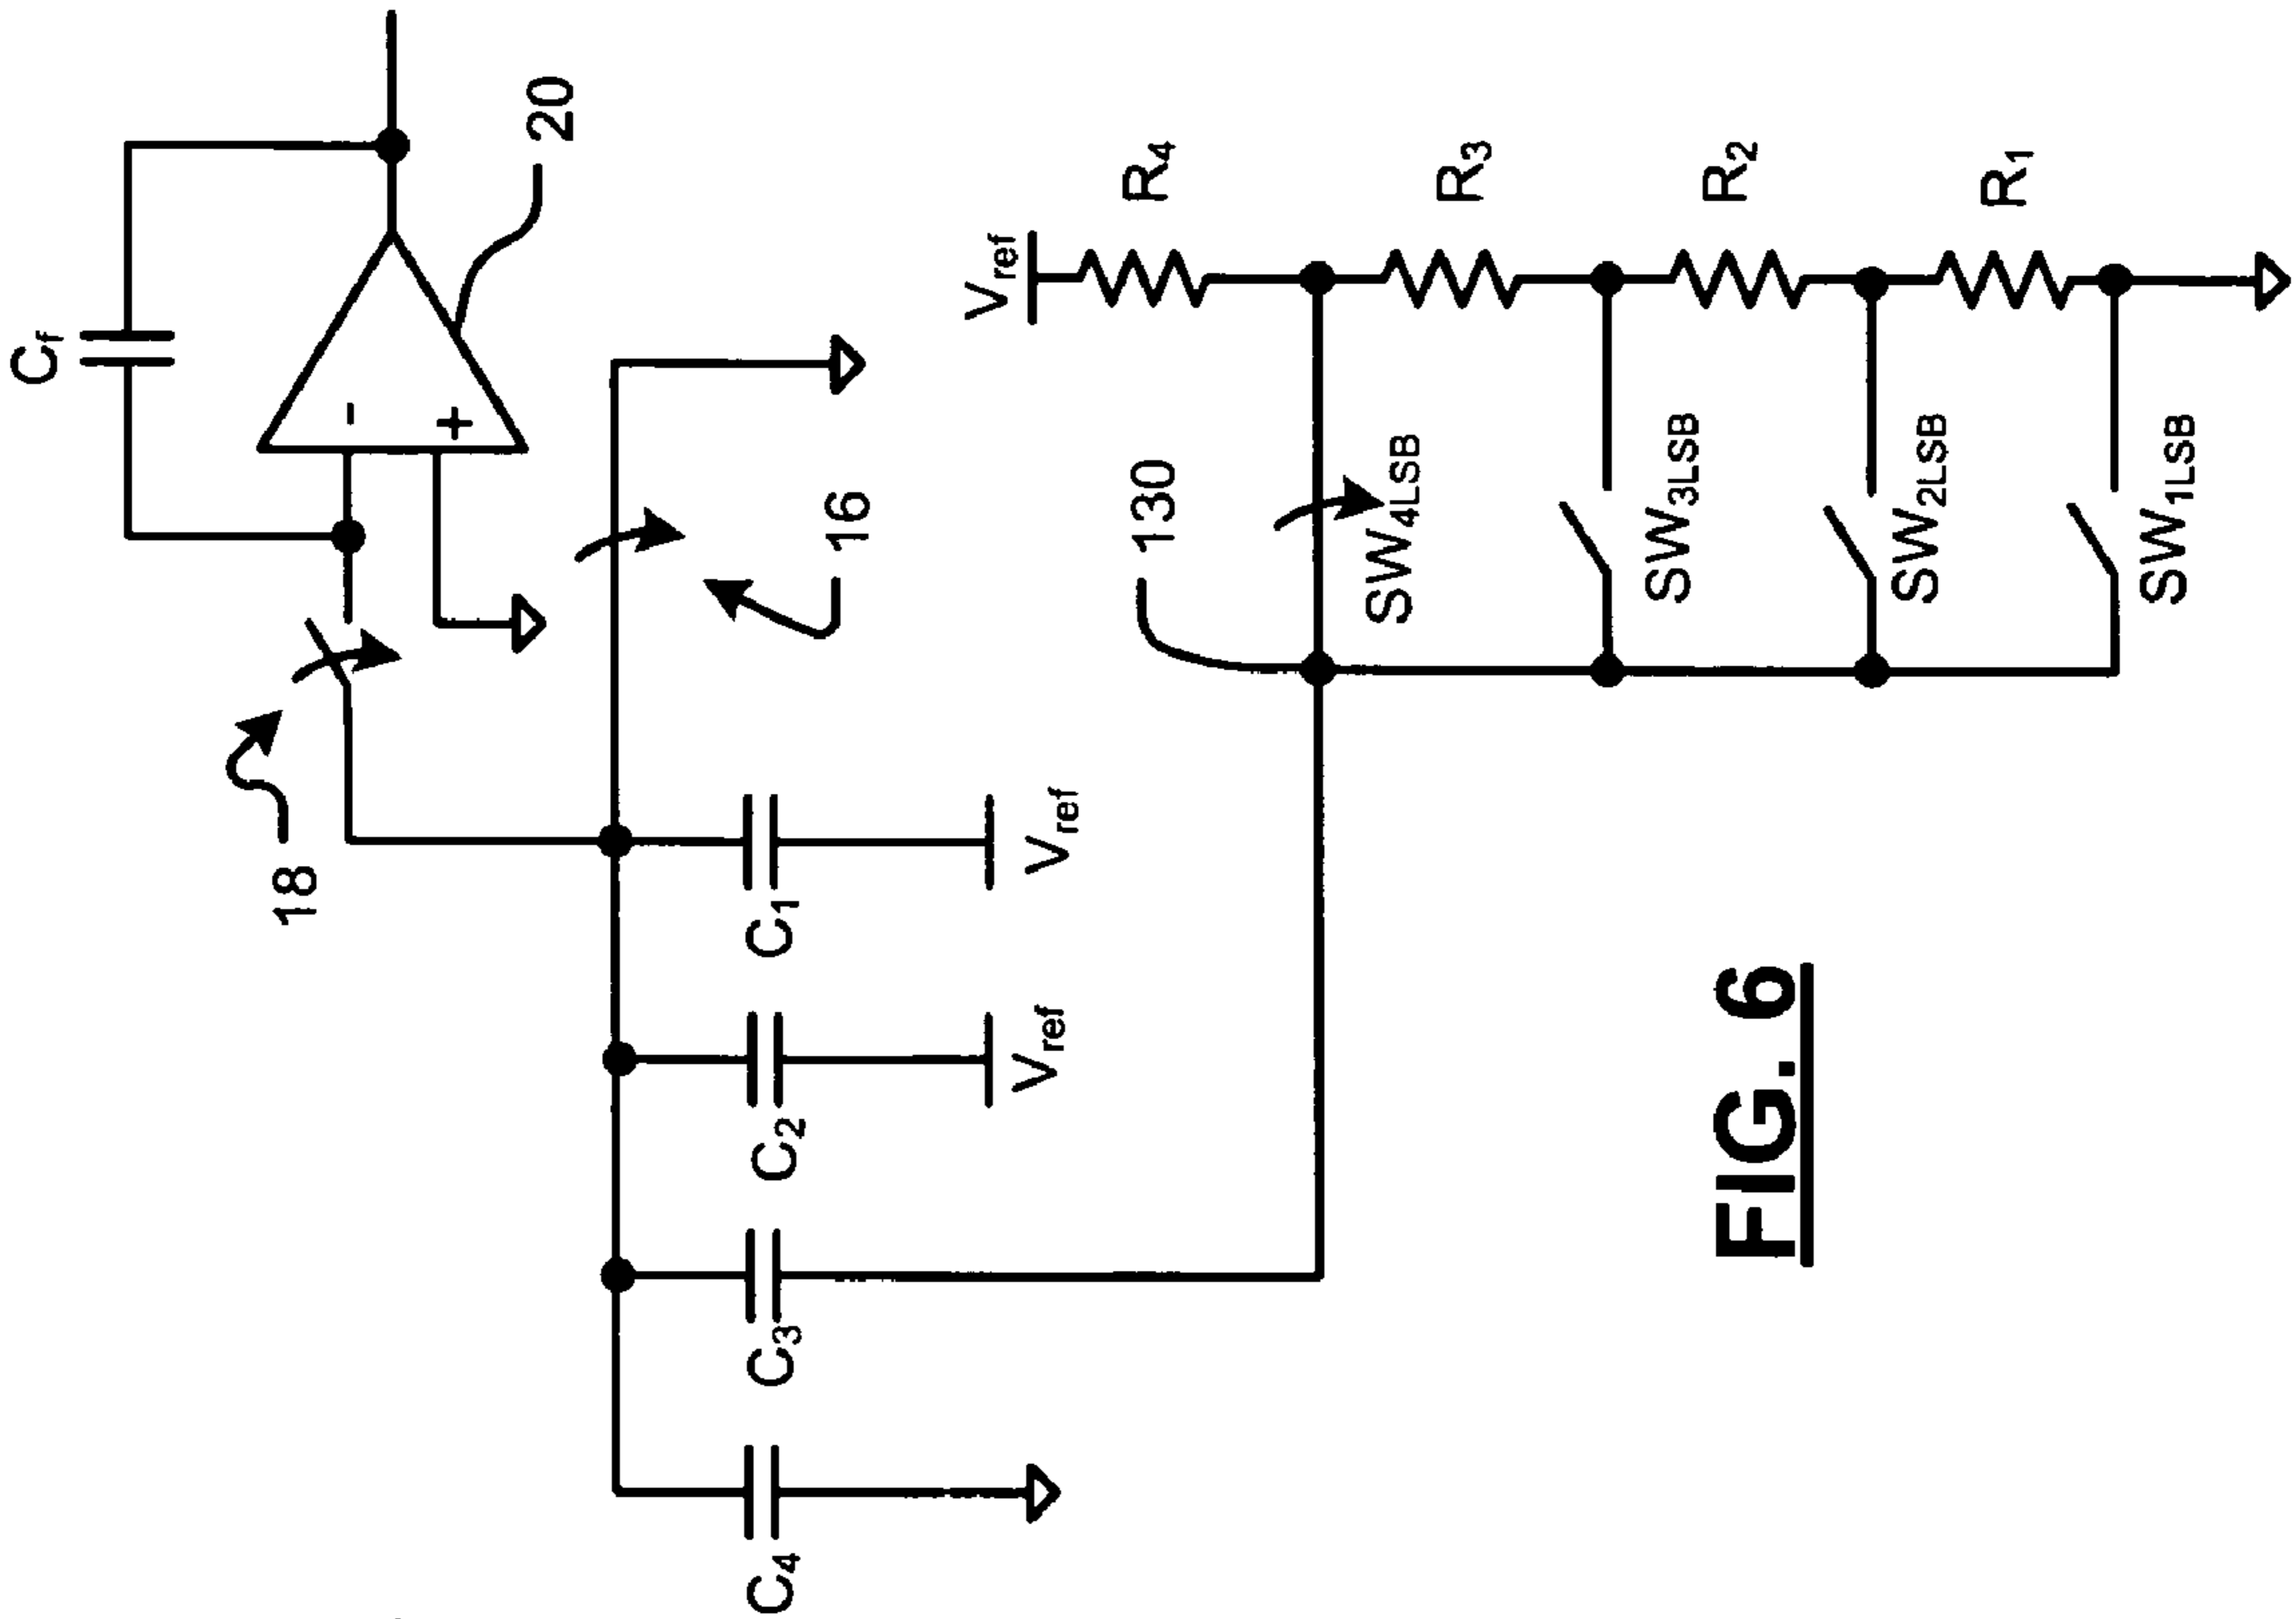 Cf
-
+
20
18
16
C4
C3
C2
C1
Vref
Vref
Vref
130
R4
R3
R2
R1
SW4LSB
SW3LSB
SW2LSB
SW1LSB
FIG. 6